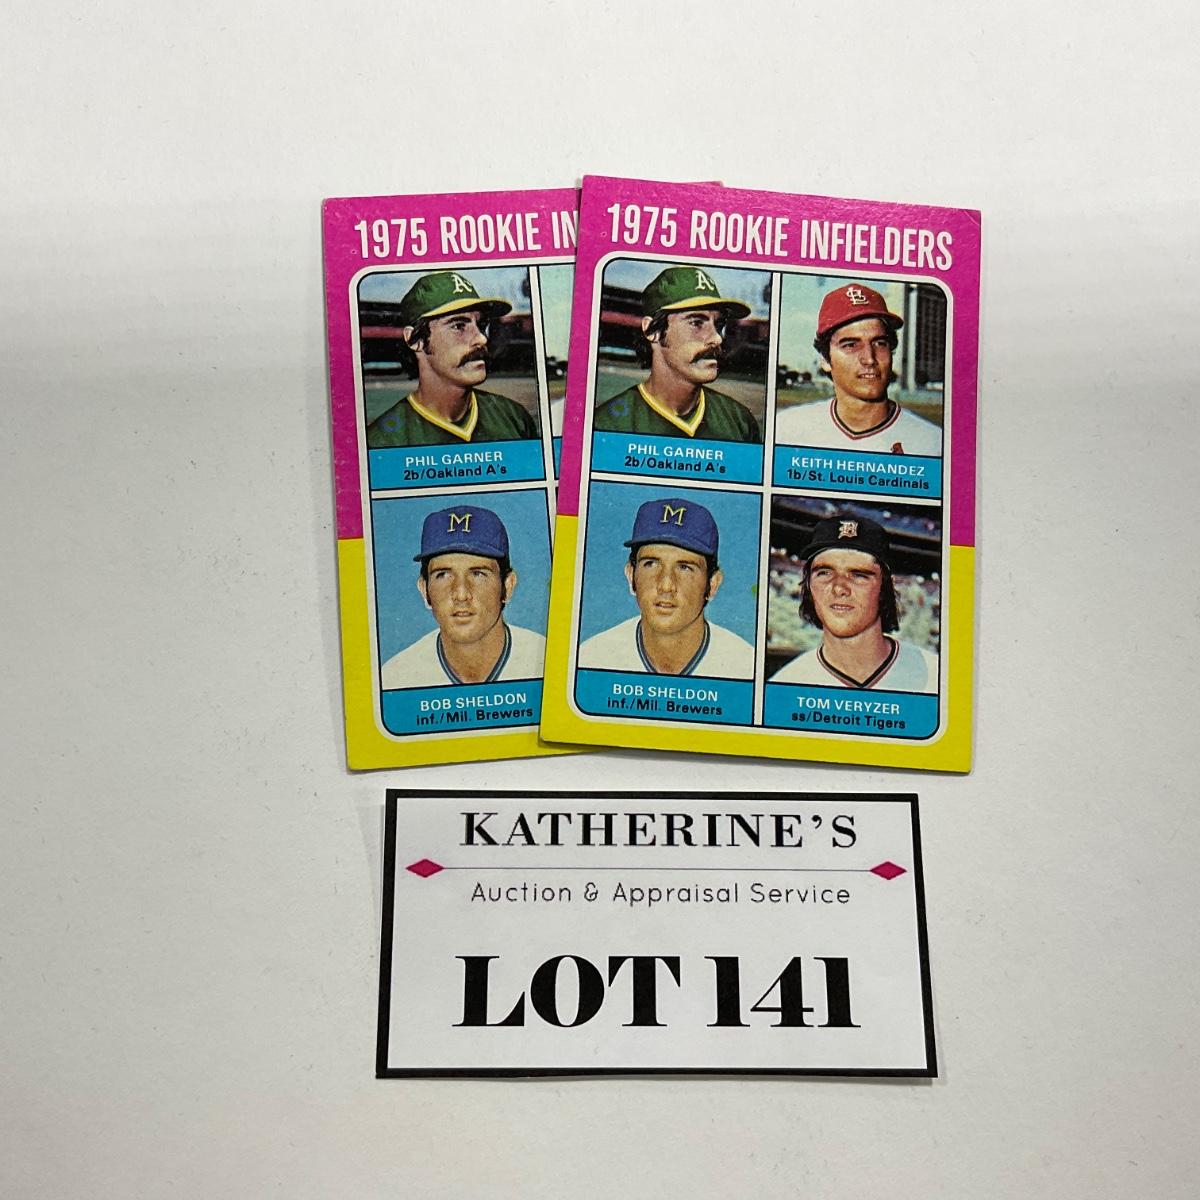 1975 ROOKIE IN
A's
PHIL GARNER
2b/Oakland A's
M
BOB SHELDON
inf./Mil. Brewers
1975 ROOKIE INFIELDERS
A's
PHIL GARNER
2b/Oakland A's
STL
KEITH HERNANDEZ
1b/St. Louis Cardinals
M
BOB SHELDON
inf./Mil. Brewers
D
TOM VERYZER
ss/Detroit Tigers
KATHERINE'S
Auction & Appraisal Service
LOT 141